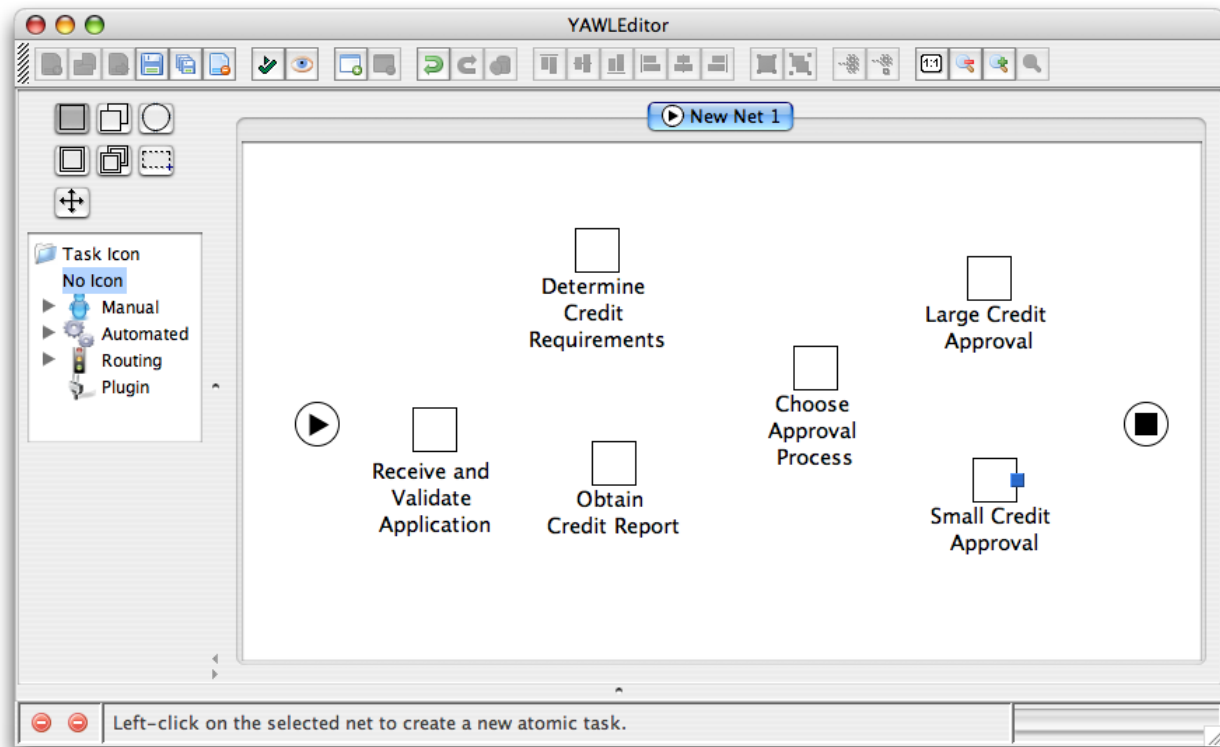 YAWLEditor
1:1
New Net 1
Task Icon
No Icon
Manual
Automated
Routing
Plugin
Determine
Credit
Requirements
Large Credit
Approval
Choose
Approval
Process
Receive and
Validate
Application
Obtain
Credit Report
Small Credit
Approval
Left-click on the selected net to create a new atomic task.